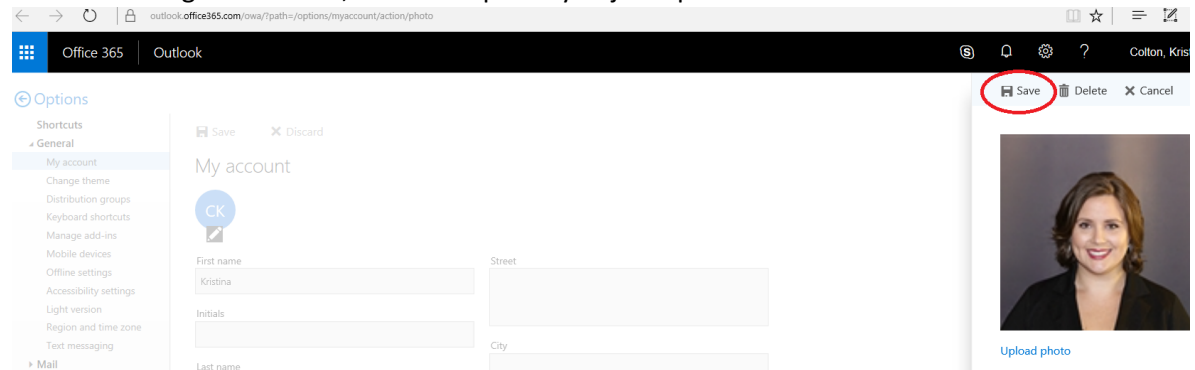 outlook.office365.com/owa/?path=/options/myaccount/action/photo
Office 365 Outlook ? Colton, Kris
Options
Save Delete Cancel
Shortcuts
General
My account
Change theme
Distribution groups
Keyboard shortcuts
Manage add-ins
Mobile devices
Offline settings
Accessibility settings
Light version
Region and time zone
Text messaging
Mail
Save Discard
My account
CK
First name
Kristina
Initials
Last name
Street
City
Upload photo